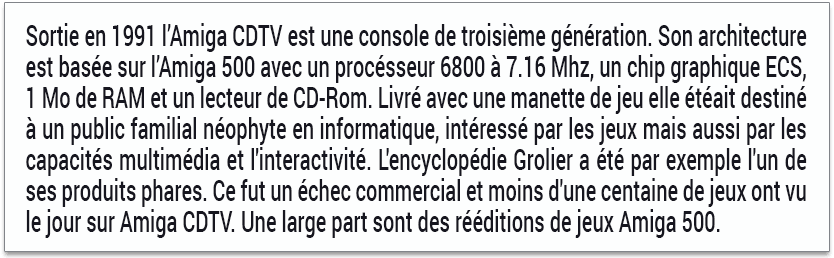 Sortie en 1991 l'Amiga CDTV est une console de troisième génération. Son architecture
est basée sur l'Amiga 500 avec un procésseur 6800 à 7.16 Mhz, un chip graphique ECS,
1 Mo de RAM et un lecteur de CD-Rom. Livré avec une manette de jeu elle étéait destiné
à un public familial néophyte en informatique, intéressé par les jeux mais aussi par les
capacités multimédia et l'interactivité. L'encyclopédie Grolier a été par exemple l'un de
ses produits phares. Ce fut un échec commercial et moins d'une centaine de jeux ont vu
le jour sur Amiga CDTV. Une large part sont des rééditions de jeux Amiga 500.